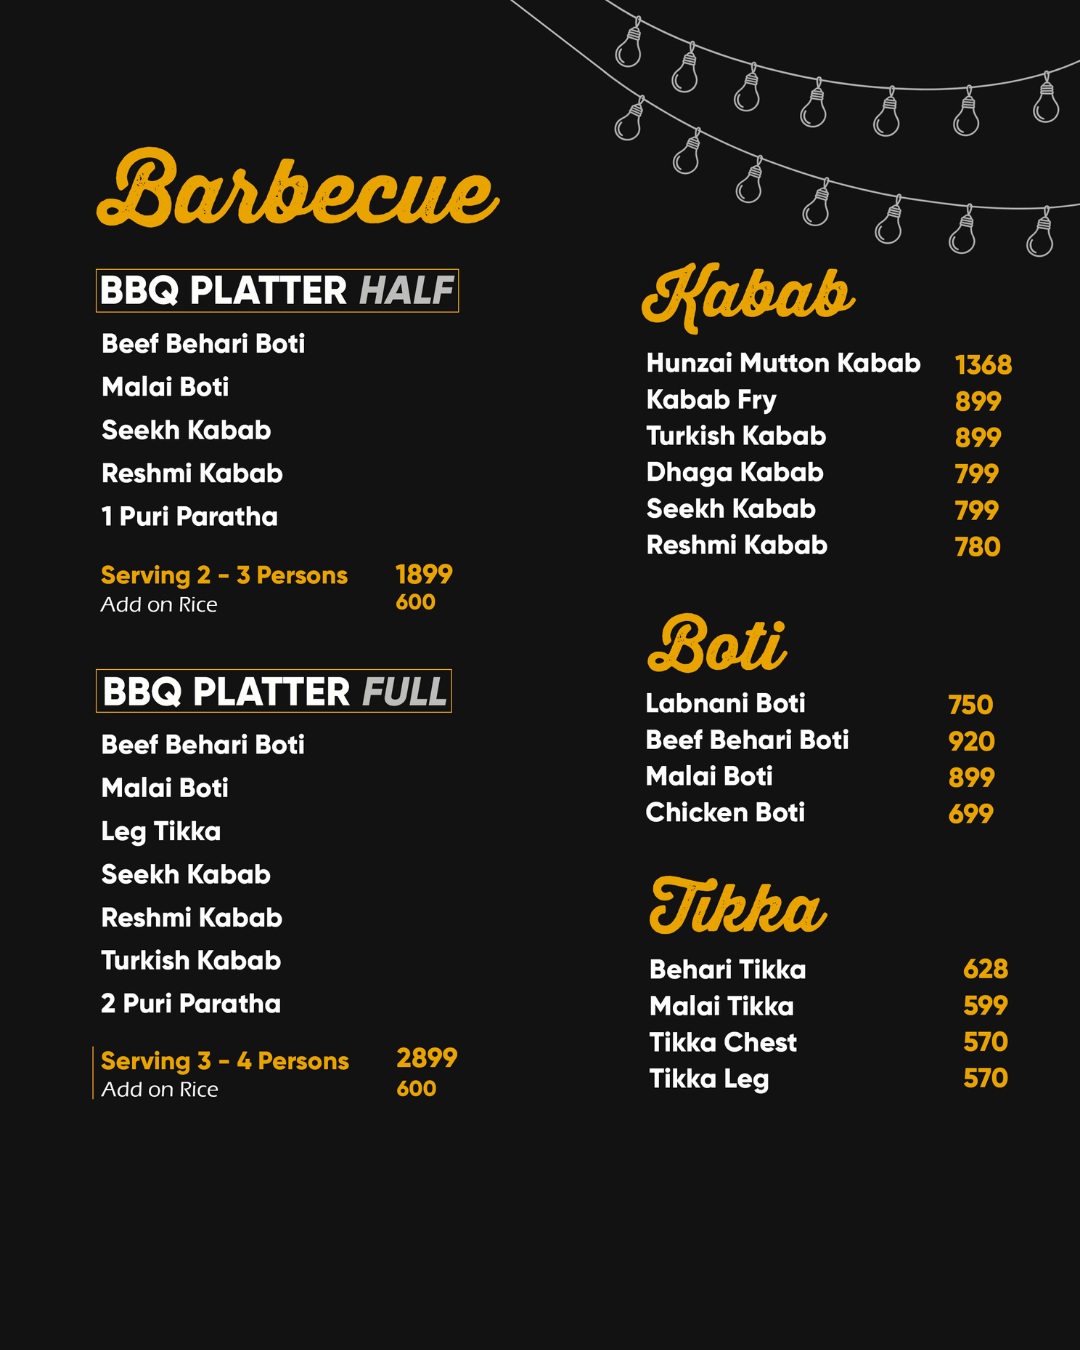 Barbecue
BBQ PLATTER HALF
Beef Behari Boti
Malai Boti
Seekh Kabab
Reshmi Kabab
1 Puri Paratha
Serving 2 - 3 Persons 1899
Add on Rice 600
BBQ PLATTER FULL
Beef Behari Boti
Malai Boti
Leg Tikka
Seekh Kabab
Reshmi Kabab
Turkish Kabab
2 Puri Paratha
Serving 3 - 4 Persons 2899
Add on Rice 600
Kabab
Hunzai Mutton Kabab 1368
Kabab Fry 899
Turkish Kabab 899
Dhaga Kabab 799
Seekh Kabab 799
Reshmi Kabab 780
Boti
Labnani Boti 750
Beef Behari Boti 920
Malai Boti 899
Chicken Boti 699
Tikka
Behari Tikka 628
Malai Tikka 599
Tikka Chest 570
Tikka Leg 570